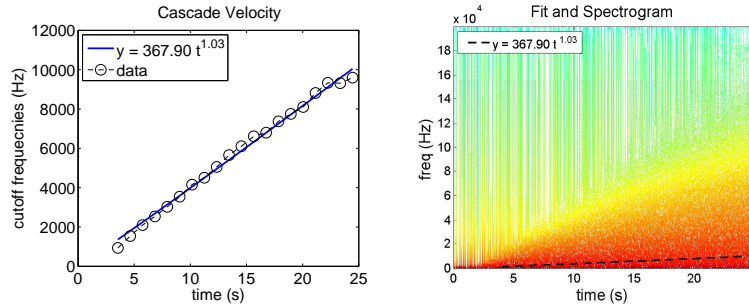 Cascade Velocity
y = 367.90 t^1.03
data
12000
10000
8000
6000
4000
2000
0
cutoff frequecnies (Hz)
0 5 10 15 20 25
time (s)
Fit and Spectrogram
x 10^4
y = 367.90 t^1.03
18
16
14
12
10
8
6
4
2
0
freq (Hz)
0 5 10 15 20
time (s)